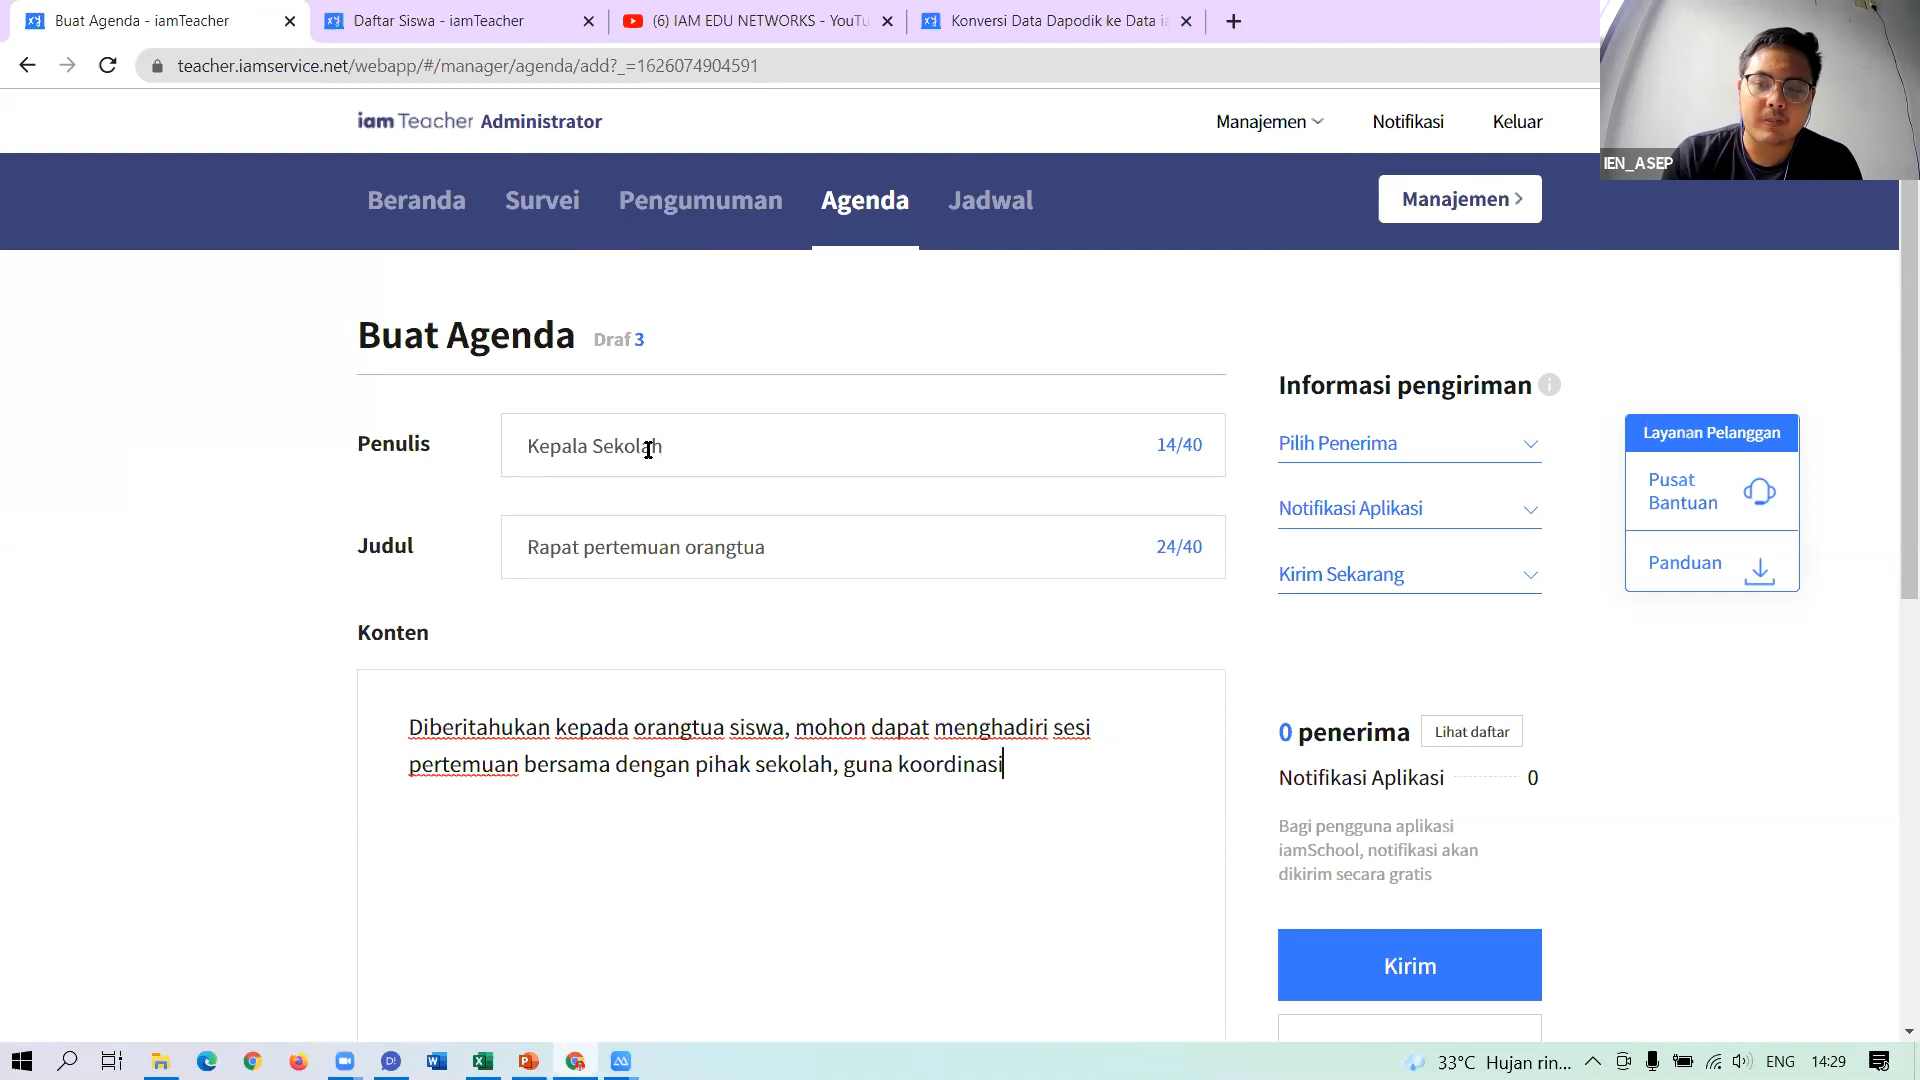 Buat Agenda - iamTeacher
Daftar Siswa - iamTeacher
(6) IAM EDU NETWORKS - YouTu
Konversi Data Dapodik ke Data ia
teacher.iamservice.net/webapp/#/manager/agenda/add?_=1626074904591
iam Teacher Administrator
Manajemen
Notifikasi
Keluar
IEN_ASEP
Beranda
Survei
Pengumuman
Agenda
Jadwal
Manajemen
Buat Agenda
Draf 3
Penulis
Kepala Sekolah
14/40
Judul
Rapat pertemuan orangtua
24/40
Konten
Diberitahukan kepada orangtua siswa, mohon dapat menghadiri sesi
pertemuan bersama dengan pihak sekolah, guna koordinasi
Informasi pengiriman
Pilih Penerima
Notifikasi Aplikasi
Kirim Sekarang
Layanan Pelanggan
Pusat
Bantuan
Panduan
0 penerima
Lihat daftar
Notifikasi Aplikasi
0
Bagi pengguna aplikasi
iamSchool, notifikasi akan
dikirim secara gratis
Kirim
33°C Hujan rin...
ENG
14:29